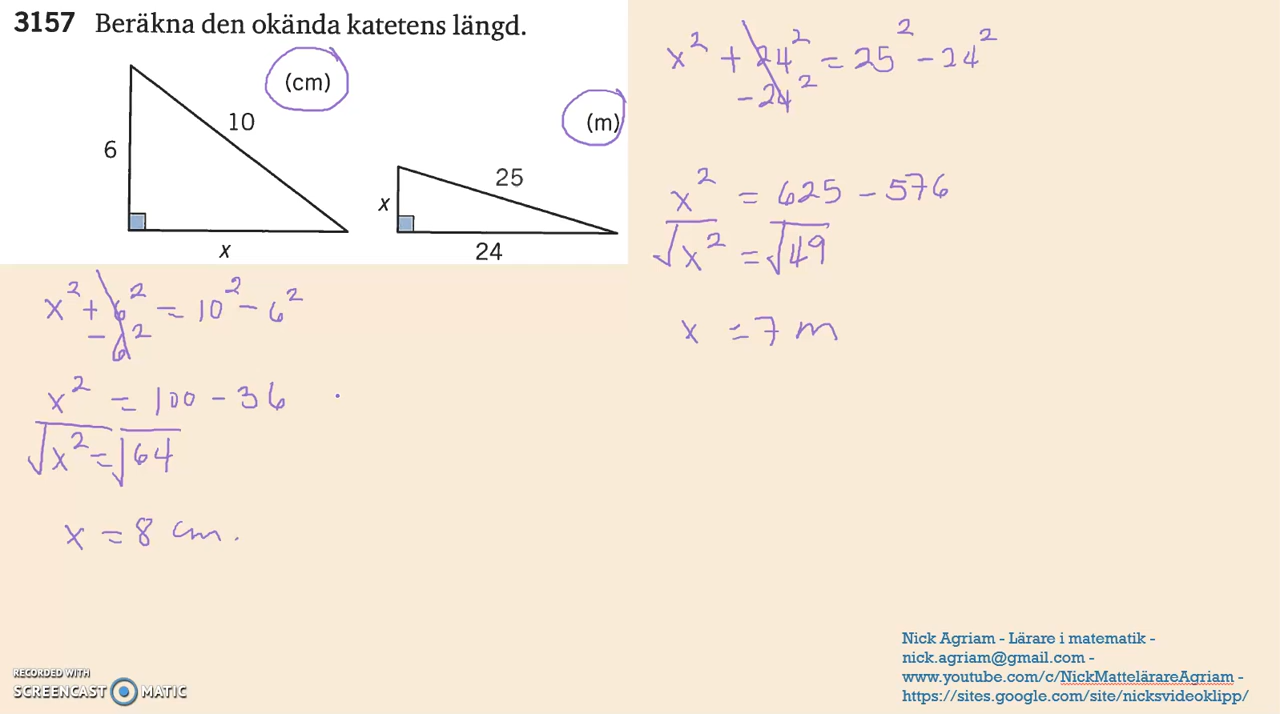 3157 Beräkna den okända katetens längd.
(cm)
10
6
x
(m)
25
x
24
x² + 6² = 10² - 6²
- 6²
x² = 100 - 36
√x² = √64
x = 8 cm.
x² + 24² = 25² - 24²
- 24²
x² = 625 - 576
√x² = √49
x = 7 m
Nick Agriam - Lärare i matematik -
nick.agriam@gmail.com -
www.youtube.com/c/NickMattelärareAgriam -
https://sites.google.com/site/nicksvideoklipp/
RECORDED WITH
SCREENCAST MATIC